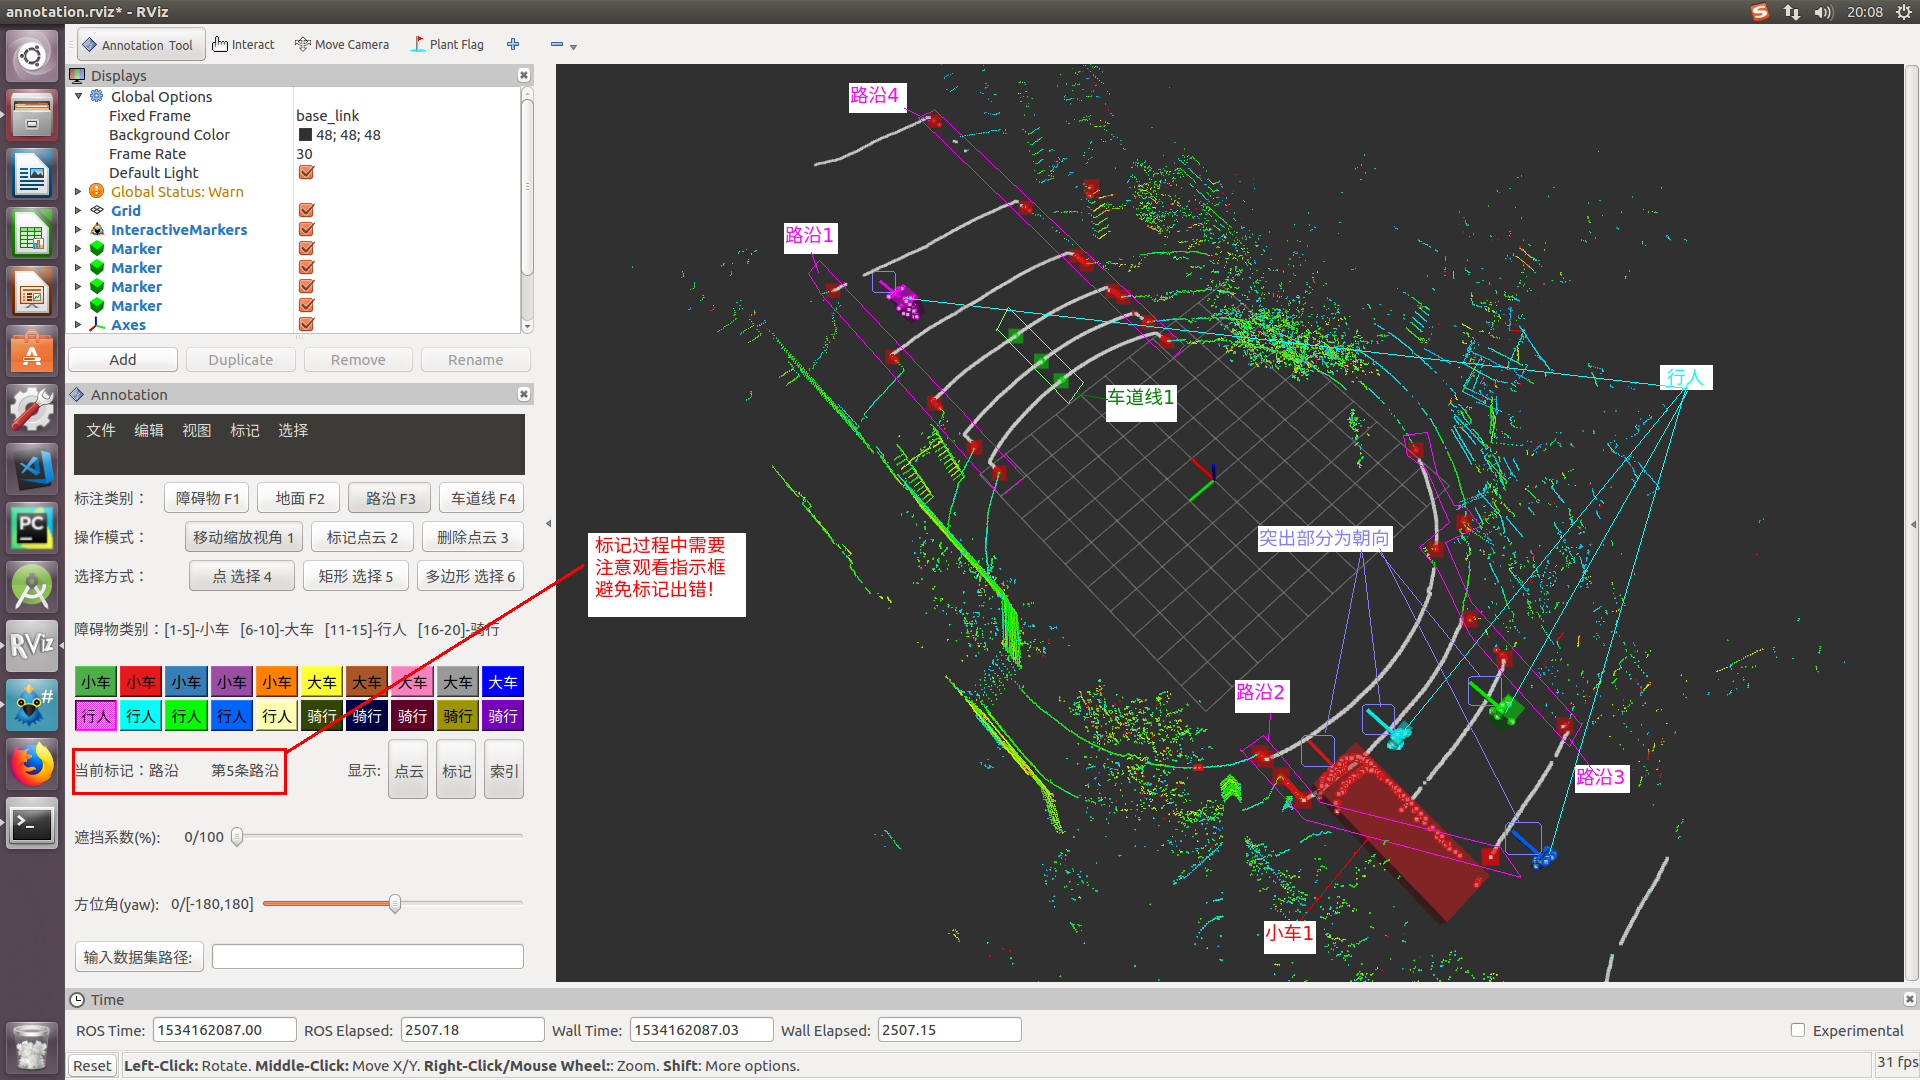 annotation.rviz* - RViz
20:08
Annotation Tool
Interact
Move Camera
Plant Flag
Displays
Global Options
Fixed Frame
base_link
Background Color
48; 48; 48
Frame Rate
30
Default Light
Global Status: Warn
Grid
InteractiveMarkers
Marker
Marker
Marker
Marker
Axes
Add
Duplicate
Remove
Rename
Annotation
文件
编辑
视图
标记
选择
标注类别：
障碍物 F1
地面 F2
路沿 F3
车道线 F4
操作模式：
移动缩放视角 1
标记点云 2
删除点云 3
选择方式：
点 选择 4
矩形 选择 5
多边形 选择 6
障碍物类别：[1-5]-小车 [6-10]-大车 [11-15]-行人 [16-20]-骑行
小车 小车 小车 小车 小车 大车 大车 大车 大车 大车
行人 行人 行人 行人 行人 骑行 骑行 骑行 骑行 骑行
当前标记：路沿 第5条路沿
显示:
点云
标记
索引
遮挡系数(%): 0/100
方位角(yaw): 0/[-180,180]
输入数据集路径:
标记过程中需要
注意观看指示框
避免标记出错!
路沿4
路沿1
车道线1
行人
突出部分为朝向
路沿2
路沿3
小车1
Time
ROS Time: 1534162087.00 ROS Elapsed: 2507.18 Wall Time: 1534162087.03 Wall Elapsed: 2507.15
Experimental
Reset
Left-Click: Rotate. Middle-Click: Move X/Y. Right-Click/Mouse Wheel:: Zoom. Shift: More options.
31 fps
PC
RViz
#
S